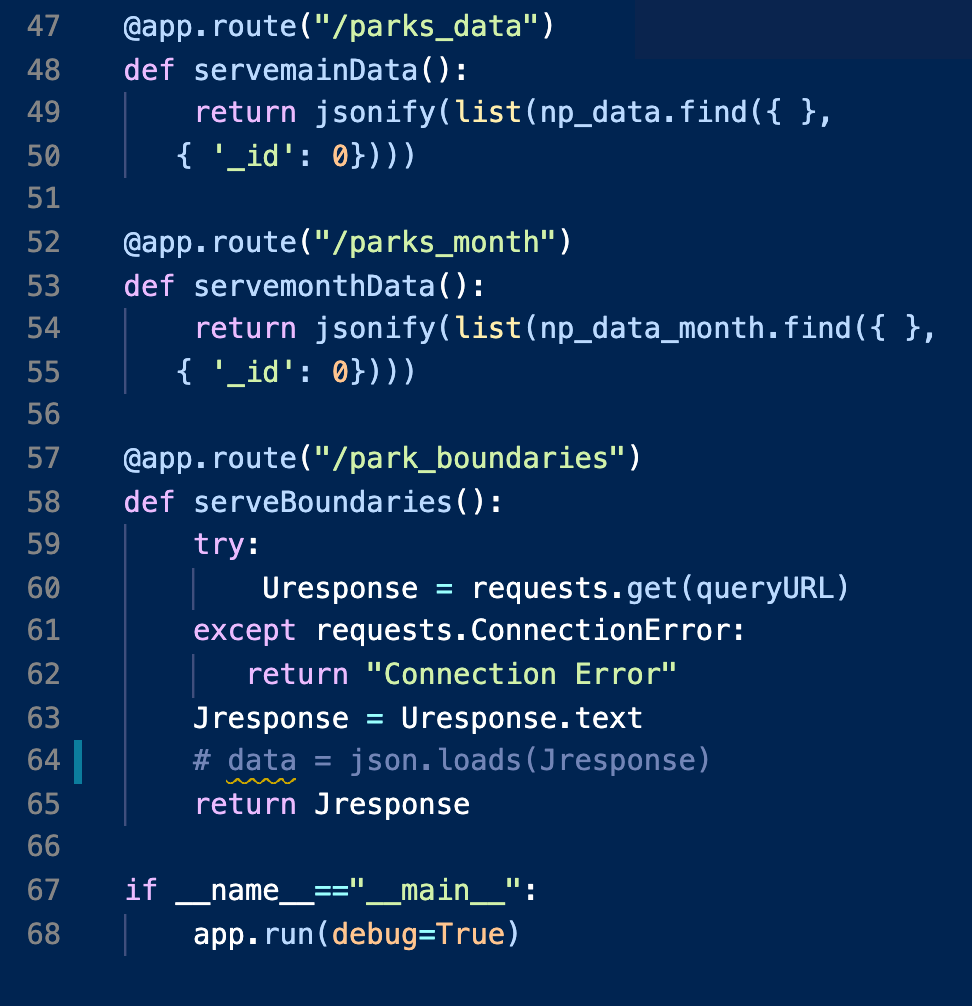 47 @app.route("/parks_data")
48 def servemainData():
49     return jsonify(list(np_data.find({ },
50    { '_id': 0})))
51
52 @app.route("/parks_month")
53 def servemonthData():
54     return jsonify(list(np_data_month.find({ },
55    { '_id': 0})))
56
57 @app.route("/park_boundaries")
58 def serveBoundaries():
59     try:
60         Uresponse = requests.get(queryURL)
61     except requests.ConnectionError:
62        return "Connection Error"
63     Jresponse = Uresponse.text
64     # data = json.loads(Jresponse)
65     return Jresponse
66
67 if __name__=="__main__":
68     app.run(debug=True)